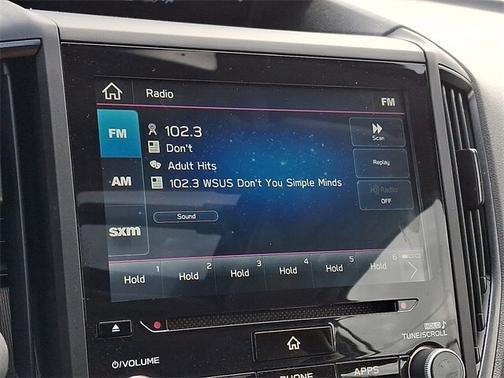 Radio
FM
FM
102.3
Don't
Adult Hits
102.3 WSUS Don't You Simple Minds
Scan
Replay
Radio
OFF
AM
sxm
Sound
1 2 3 4 5 6
Hold Hold Hold Hold Hold Hold
HOLD
TUNE/SCROLL
VOLUME
PHONE
APPS